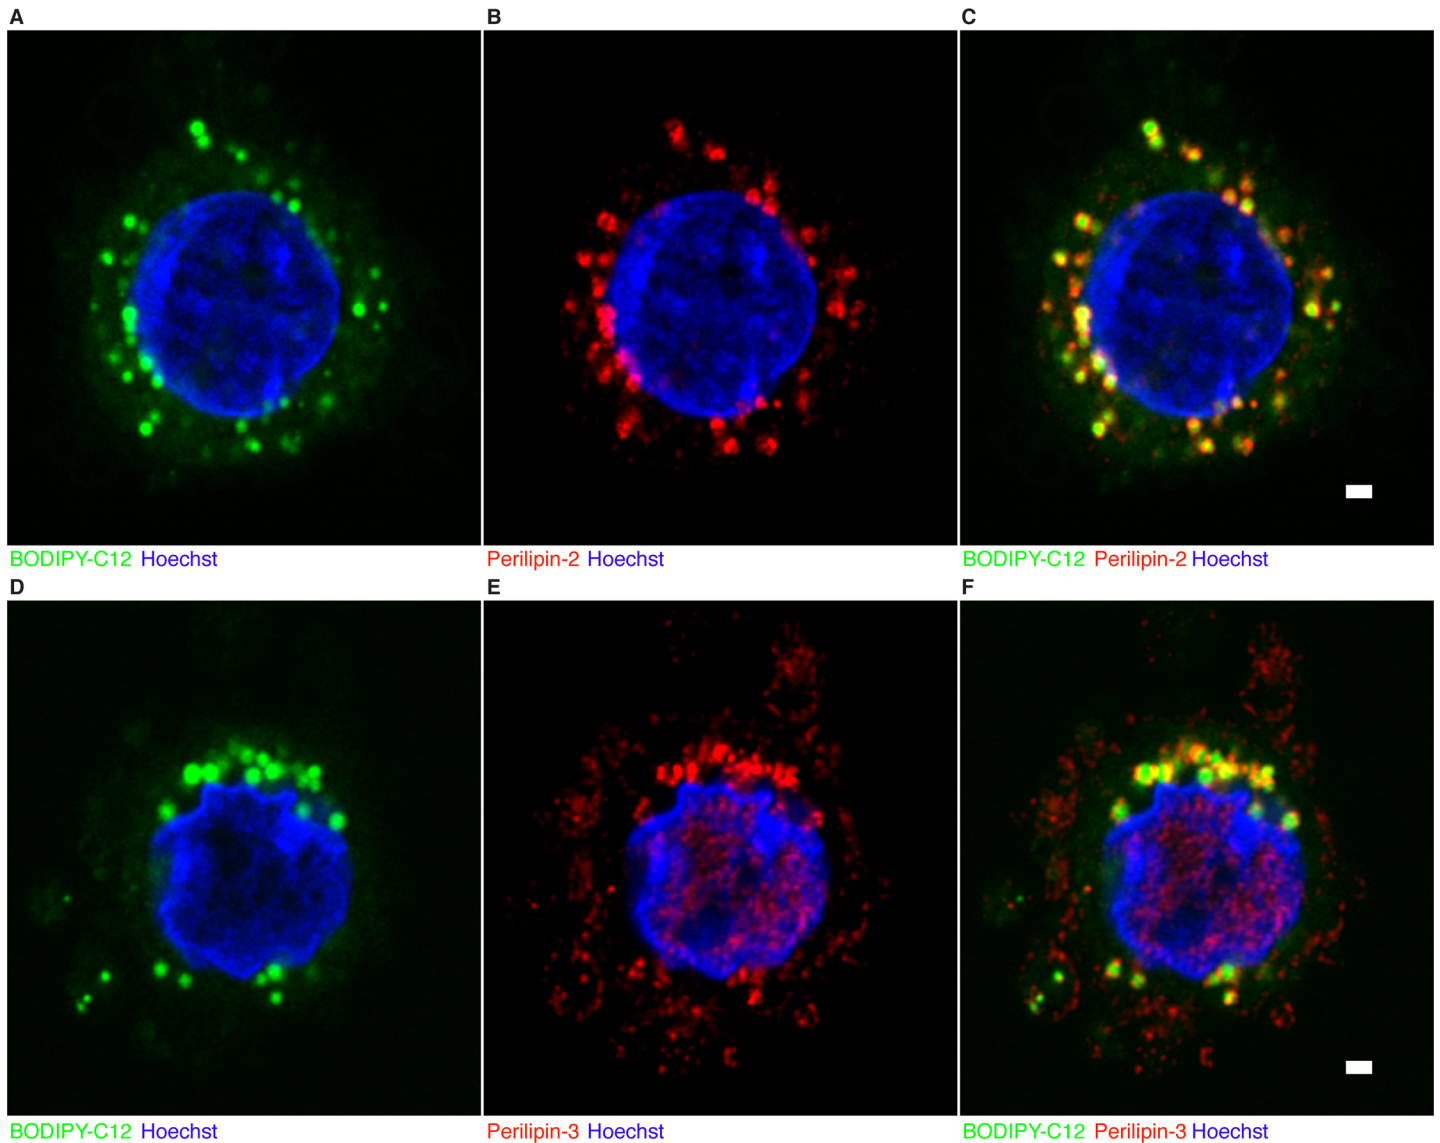 A B C
BODIPY-C12 Hoechst Perilipin-2 Hoechst BODIPY-C12 Perilipin-2 Hoechst
D E F
BODIPY-C12 Hoechst Perilipin-3 Hoechst BODIPY-C12 Perilipin-3 Hoechst